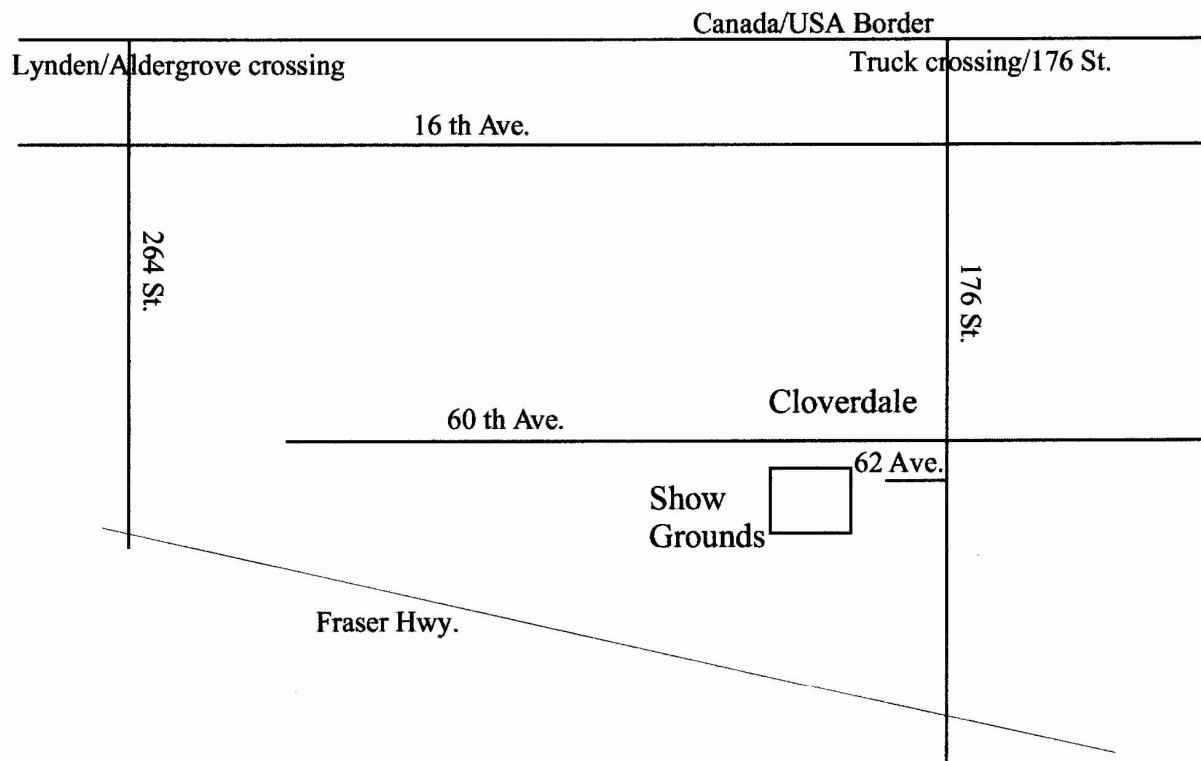 Canada/USA Border
Lynden/Aldergrove crossing
Truck crossing/176 St.
16 th Ave.
264 St.
176 St.
Cloverdale
60 th Ave.
62 Ave.
Show
Grounds
Fraser Hwy.